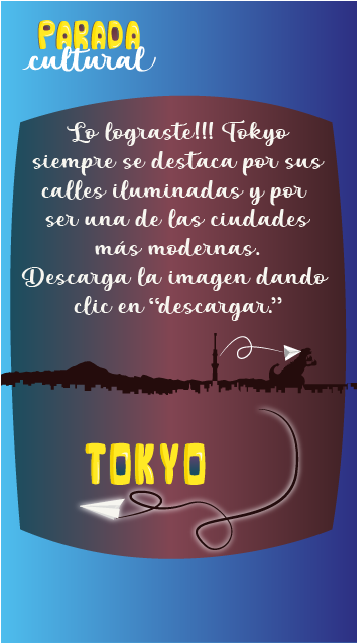 PARADA
cultural
Lo lograste!!! Tokyo
siempre se destaca por sus
calles iluminadas y por
ser una de las ciudades
más modernas.
Descarga la imagen dando
clic en “descargar.”
TOKYO